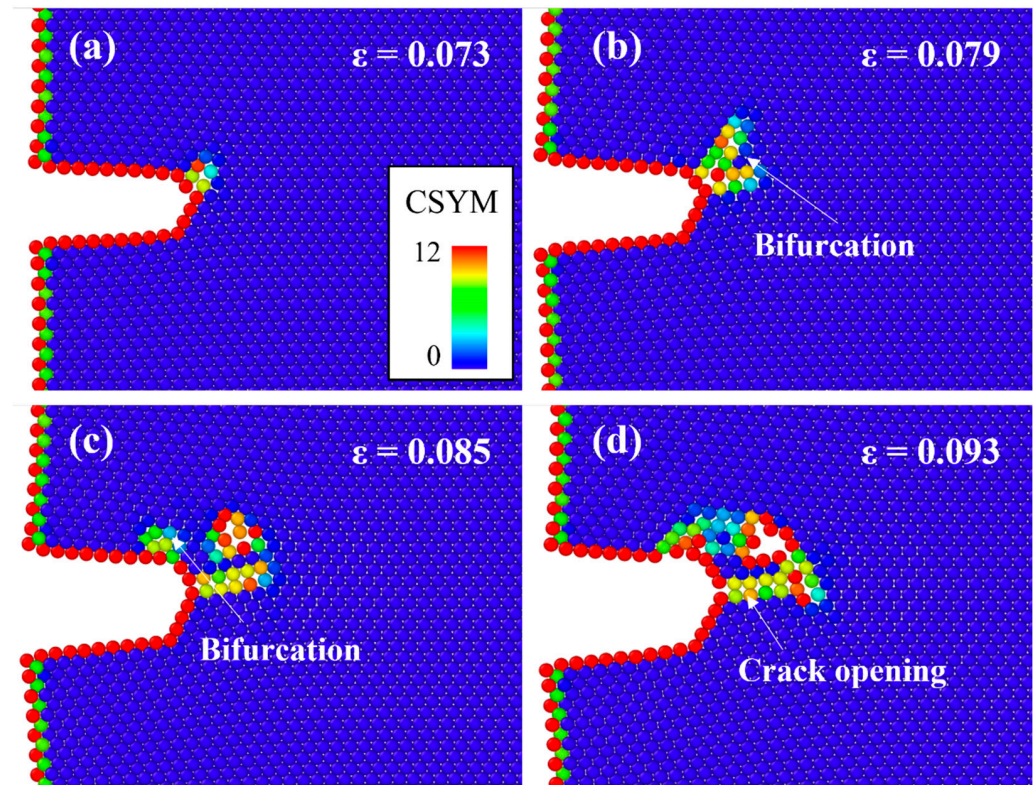 (a)
ε = 0.073
CSYM
12
0
(b)
ε = 0.079
Bifurcation
(c)
ε = 0.085
Bifurcation
(d)
ε = 0.093
Crack opening